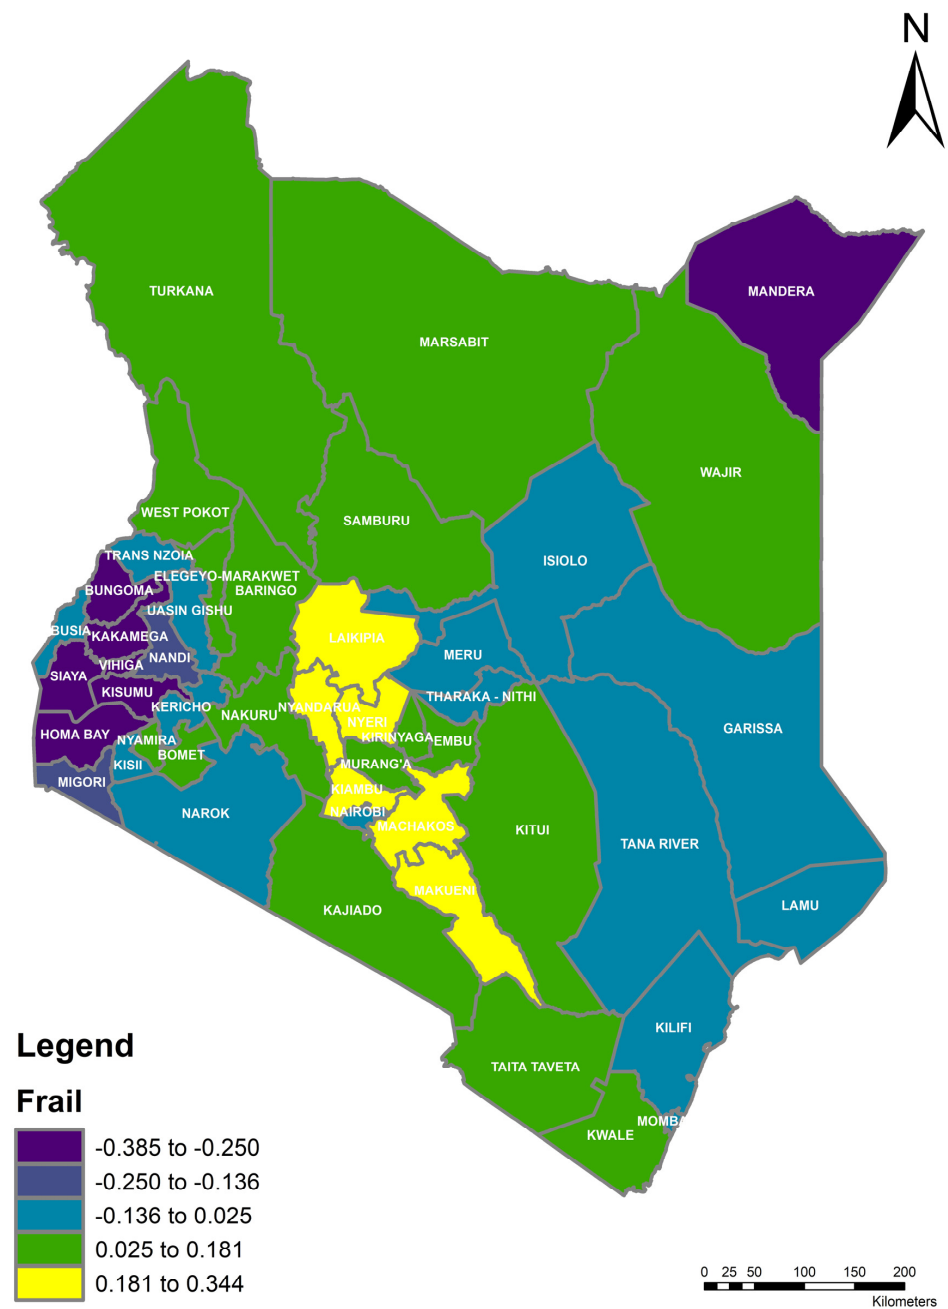 N
TURKANA
MANDERA
MARSABIT
WAJIR
WEST POKOT
SAMBURU
TRANS NZOIA
ISIOLO
ELEGEYO-MARAKWET
BARINGO
BUNGOMA
UASIN GISHU
BUSIA
KAKAMEGA
LAIKIPIA
VIHIGA
NANDI
MERU
SIAYA
KISUMU
THARAKA - NITHI
KERICHO
NYANDARUA
NAKURU
NYERI
GARISSA
HOMA BAY
NYAMIRA
KIRINYAGA
EMBU
BOMET
KISII
MURANG'A
MIGORI
KIAMBU
NAROK
NAIROBI
MACHAKOS
KITUI
TANA RIVER
MAKUENI
LAMU
KAJIADO
KILIFI
TAITA TAVETA
MOMBA
KWALE
Legend
Frail
-0.385 to -0.250
-0.250 to -0.136
-0.136 to 0.025
0.025 to 0.181
0.181 to 0.344
0 25 50 100 150 200
Kilometers